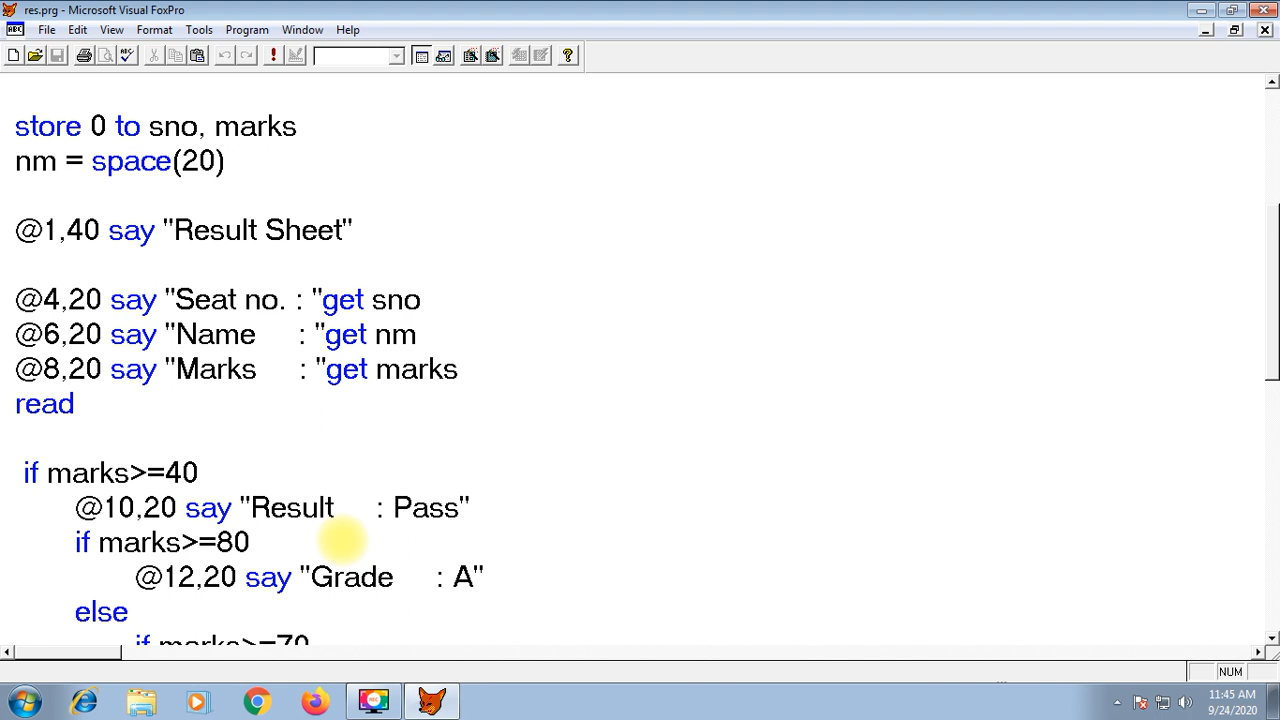 res.prg - Microsoft Visual FoxPro
File Edit View Format Tools Program Window Help
store 0 to sno, marks
nm = space(20)
@1,40 say "Result Sheet"
@4,20 say "Seat no. : "get sno
@6,20 say "Name : "get nm
@8,20 say "Marks : "get marks
read
if marks>=40
@10,20 say "Result : Pass"
if marks>=80
@12,20 say "Grade : A"
else
if marks>=70
NUM
11:45 AM
9/24/2020